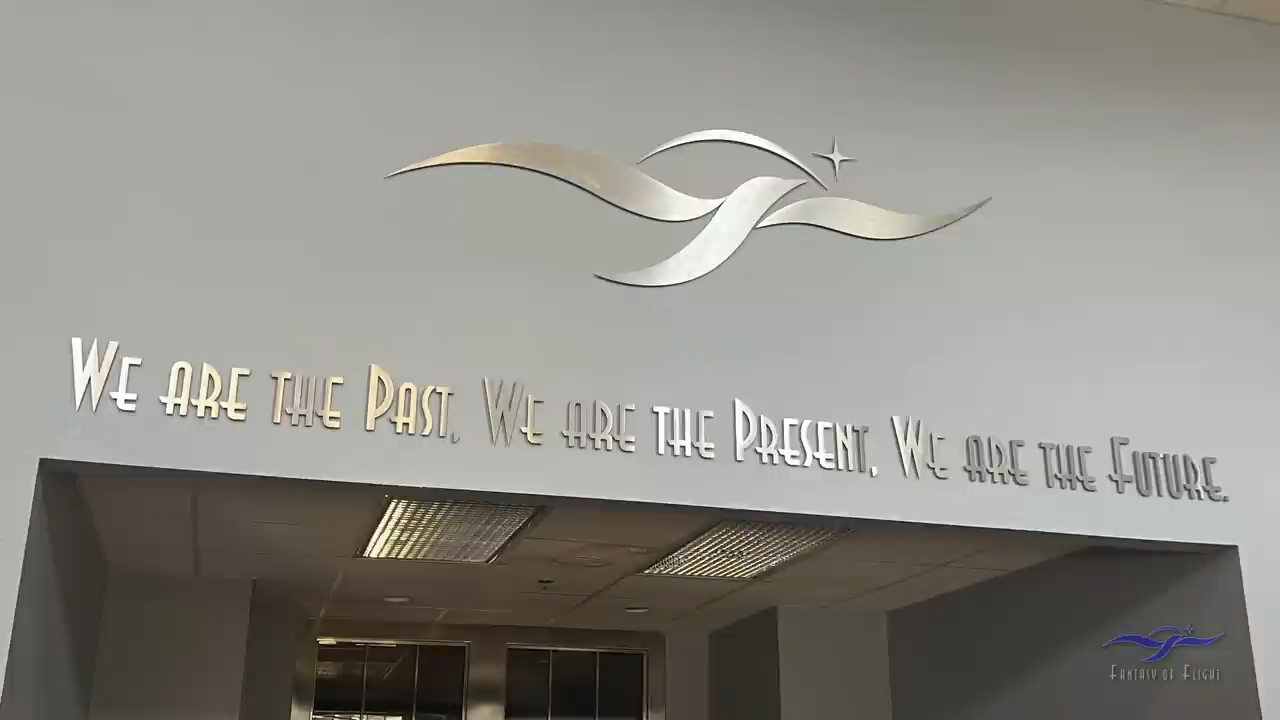 We are the Past, We are the Present, We are the Future.
Fantasy of Flight